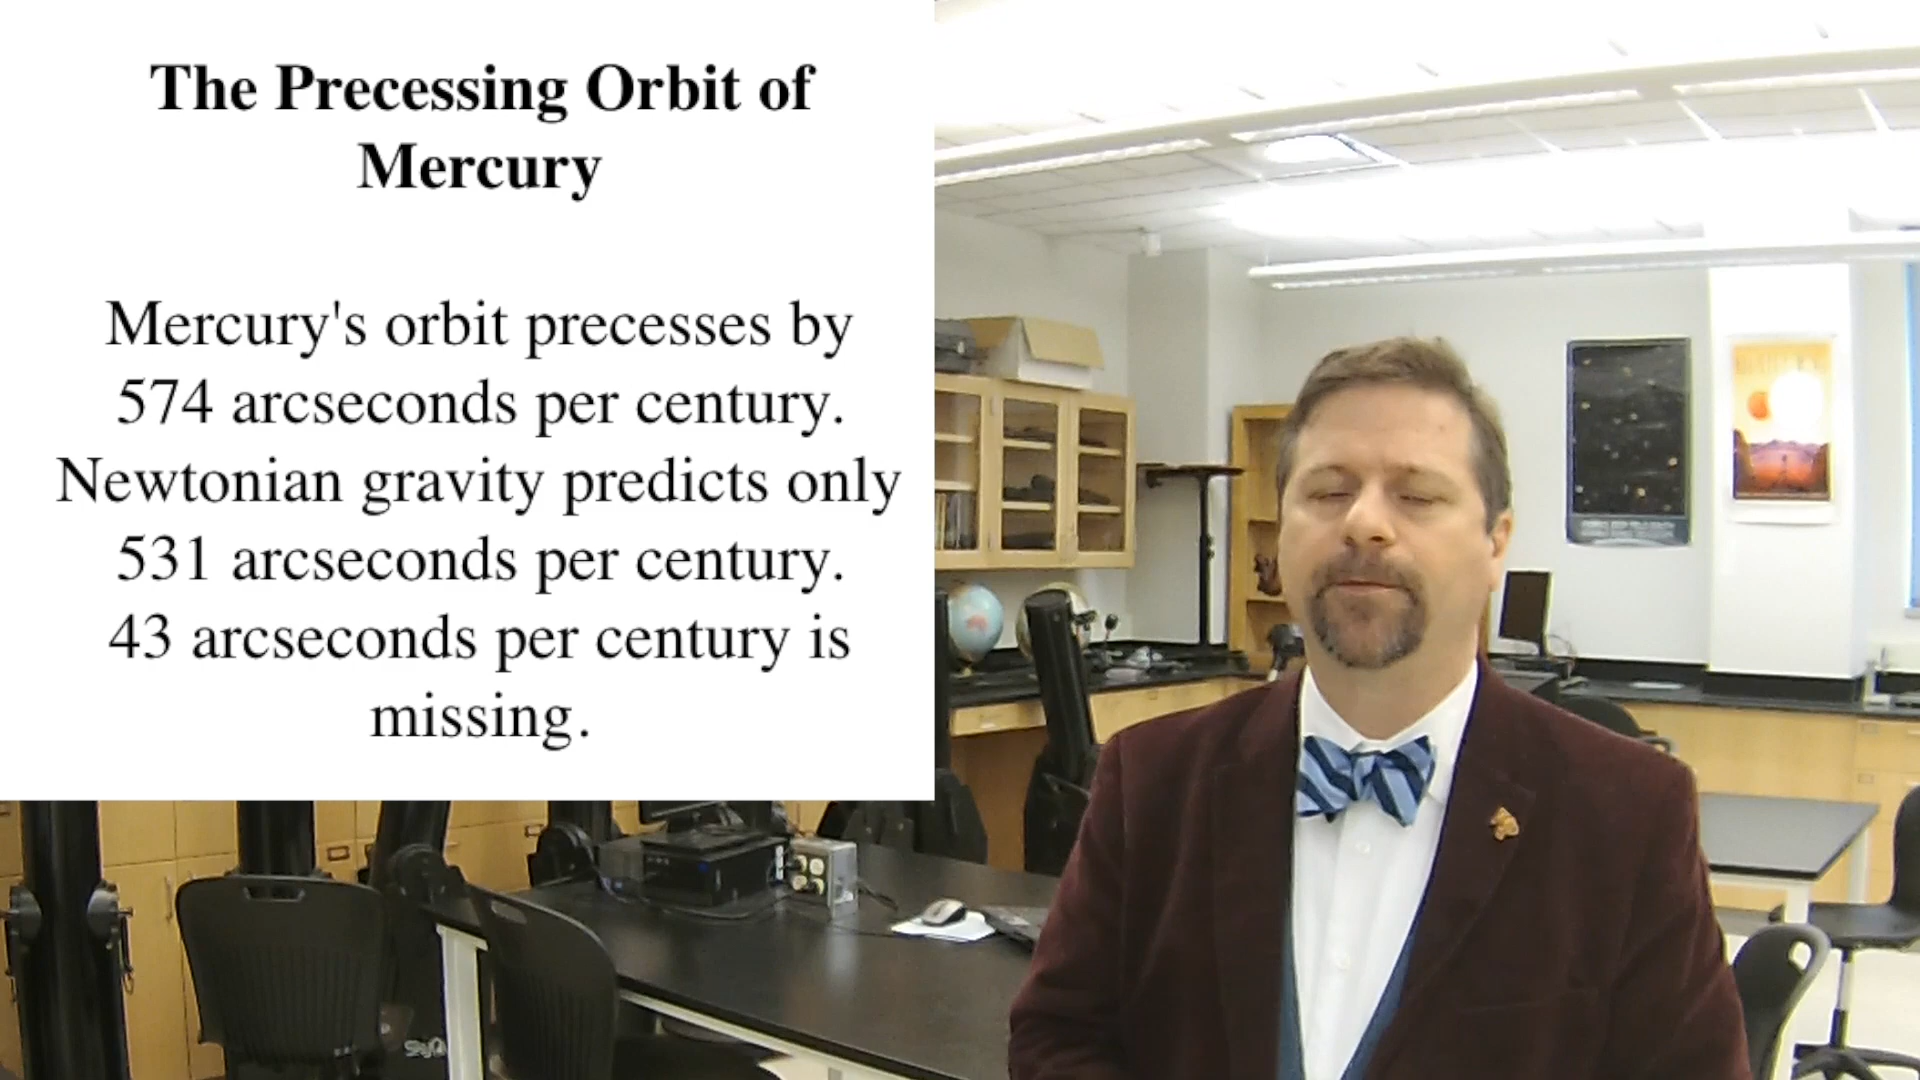 The Precessing Orbit of
Mercury
Mercury's orbit precesses by
574 arcseconds per century.
Newtonian gravity predicts only
531 arcseconds per century.
43 arcseconds per century is
missing.